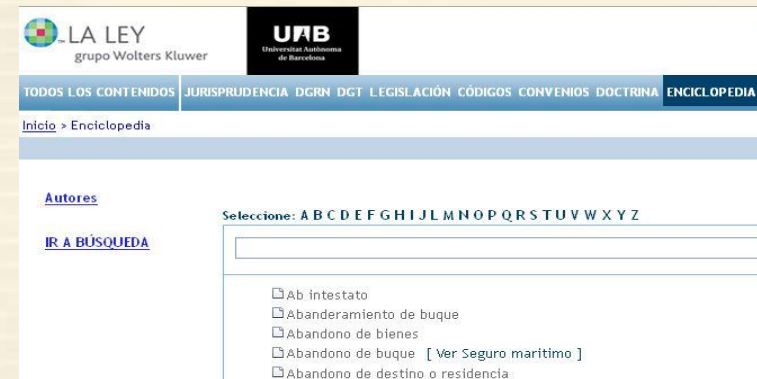 LA LEY
grupo Wolters Kluwer
UAB
Universitat Autònoma
de Barcelona
TODOS LOS CONTENIDOS JURISPRUDENCIA DGRN DGT LEGISLACIÓN CÓDIGOS CONVENIOS DOCTRINA ENCICLOPEDIA
Inicio > Enciclopedia
Autores
Seleccione: A B C D E F G H I J L M N O P Q R S T U V W X Y Z
IR A BÚSQUEDA
Ab intestato
Abanderamiento de buque
Abandono de bienes
Abandono de buque [ Ver Seguro maritimo ]
Abandono de destino o residencia